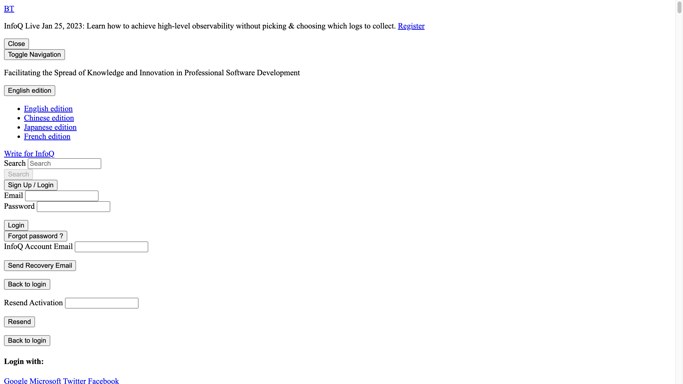 BT
InfoQ Live Jan 25, 2023: Learn how to achieve high-level observability without picking & choosing which logs to collect. Register
Close
Toggle Navigation
Facilitating the Spread of Knowledge and Innovation in Professional Software Development
English edition
English edition
Chinese edition
Japanese edition
French edition
Write for InfoQ
Search Search
Search
Sign Up / Login
Email
Password
Login
Forgot password ?
InfoQ Account Email
Send Recovery Email
Back to login
Resend Activation
Resend
Back to login
Login with:
Google Microsoft Twitter Facebook